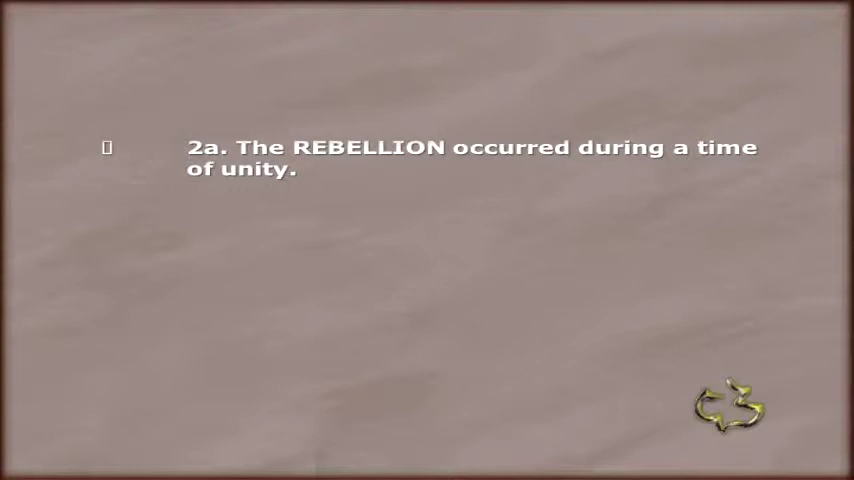 2a. The REBELLION occurred during a time
of unity.